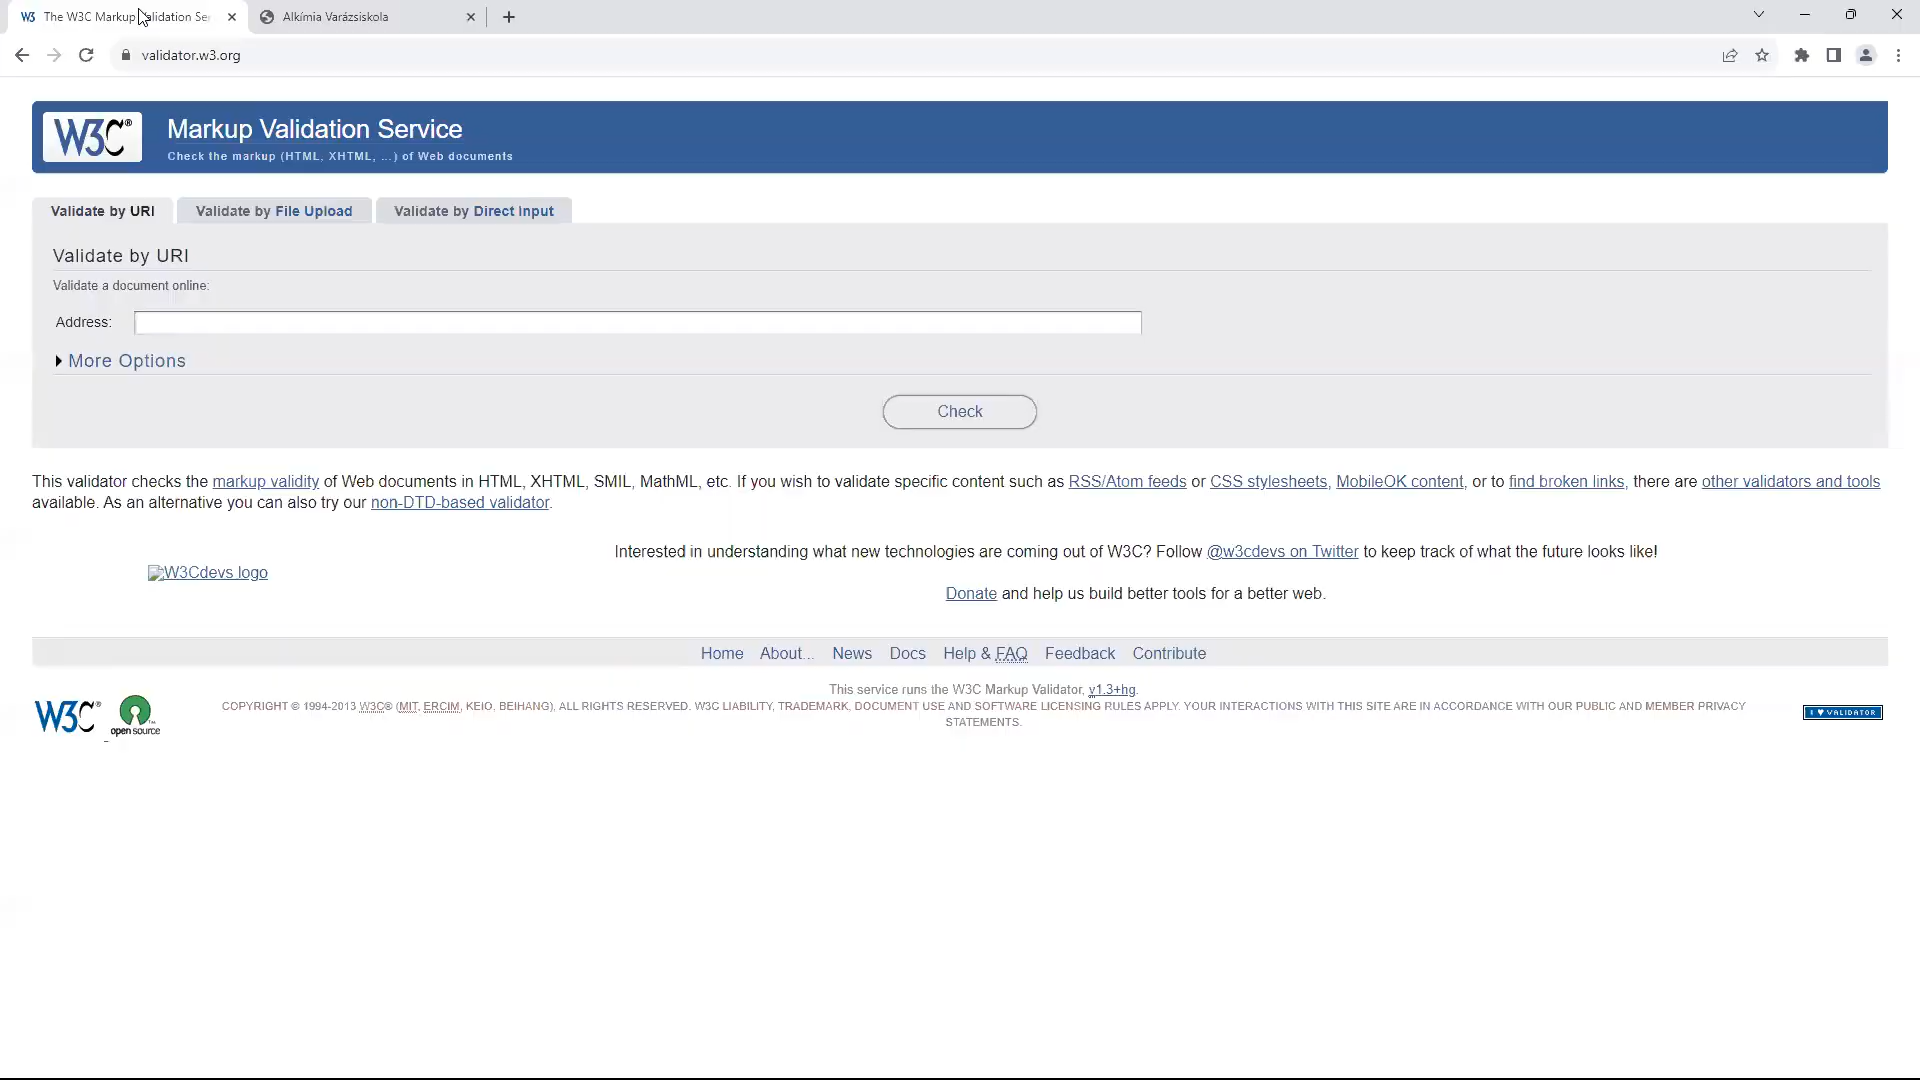 The W3C Markup Validation Ser
Alkímia Varázsiskola
validator.w3.org
W3C®
Markup Validation Service
Check the markup (HTML, XHTML, ...) of Web documents
Validate by URI
Validate by File Upload
Validate by Direct Input
Validate by URI
Validate a document online:
Address:
More Options
Check
This validator checks the markup validity of Web documents in HTML, XHTML, SMIL, MathML, etc. If you wish to validate specific content such as RSS/Atom feeds or CSS stylesheets, MobileOK content, or to find broken links, there are other validators and tools
available. As an alternative you can also try our non-DTD-based validator.
Interested in understanding what new technologies are coming out of W3C? Follow @w3cdevs on Twitter to keep track of what the future looks like!
W3Cdevs logo
Donate and help us build better tools for a better web.
Home About... News Docs Help & FAQ Feedback Contribute
This service runs the W3C Markup Validator, v1.3+hg.
W3C®
open source
COPYRIGHT © 1994-2013 W3C® (MIT, ERCIM, KEIO, BEIHANG), ALL RIGHTS RESERVED. W3C LIABILITY, TRADEMARK, DOCUMENT USE AND SOFTWARE LICENSING RULES APPLY. YOUR INTERACTIONS WITH THIS SITE ARE IN ACCORDANCE WITH OUR PUBLIC AND MEMBER PRIVACY
STATEMENTS.
I ♥ VALIDATOR